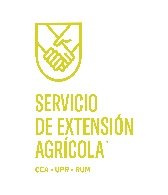 SERVICIO
DE EXTENSIÓN
AGRÍCOLA
CCA • UPR • RUM